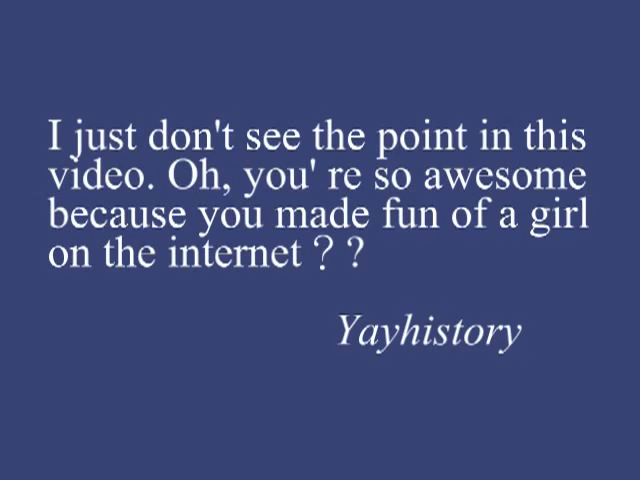 I just don't see the point in this
video. Oh, you' re so awesome
because you made fun of a girl
on the internet？?
Yayhistory